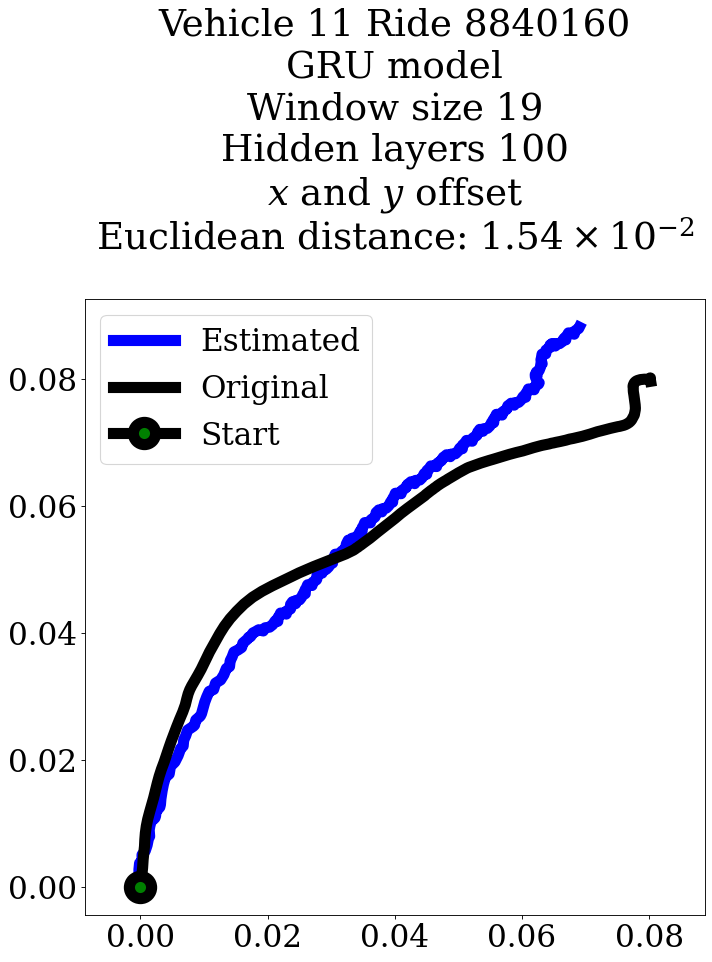 Vehicle 11 Ride 8840160
GRU model
Window size 19
Hidden layers 100
x and y offset
Euclidean distance: 1.54 × 10⁻²
Estimated
Original
Start
0.08
0.06
0.04
0.02
0.00
0.00 0.02 0.04 0.06 0.08